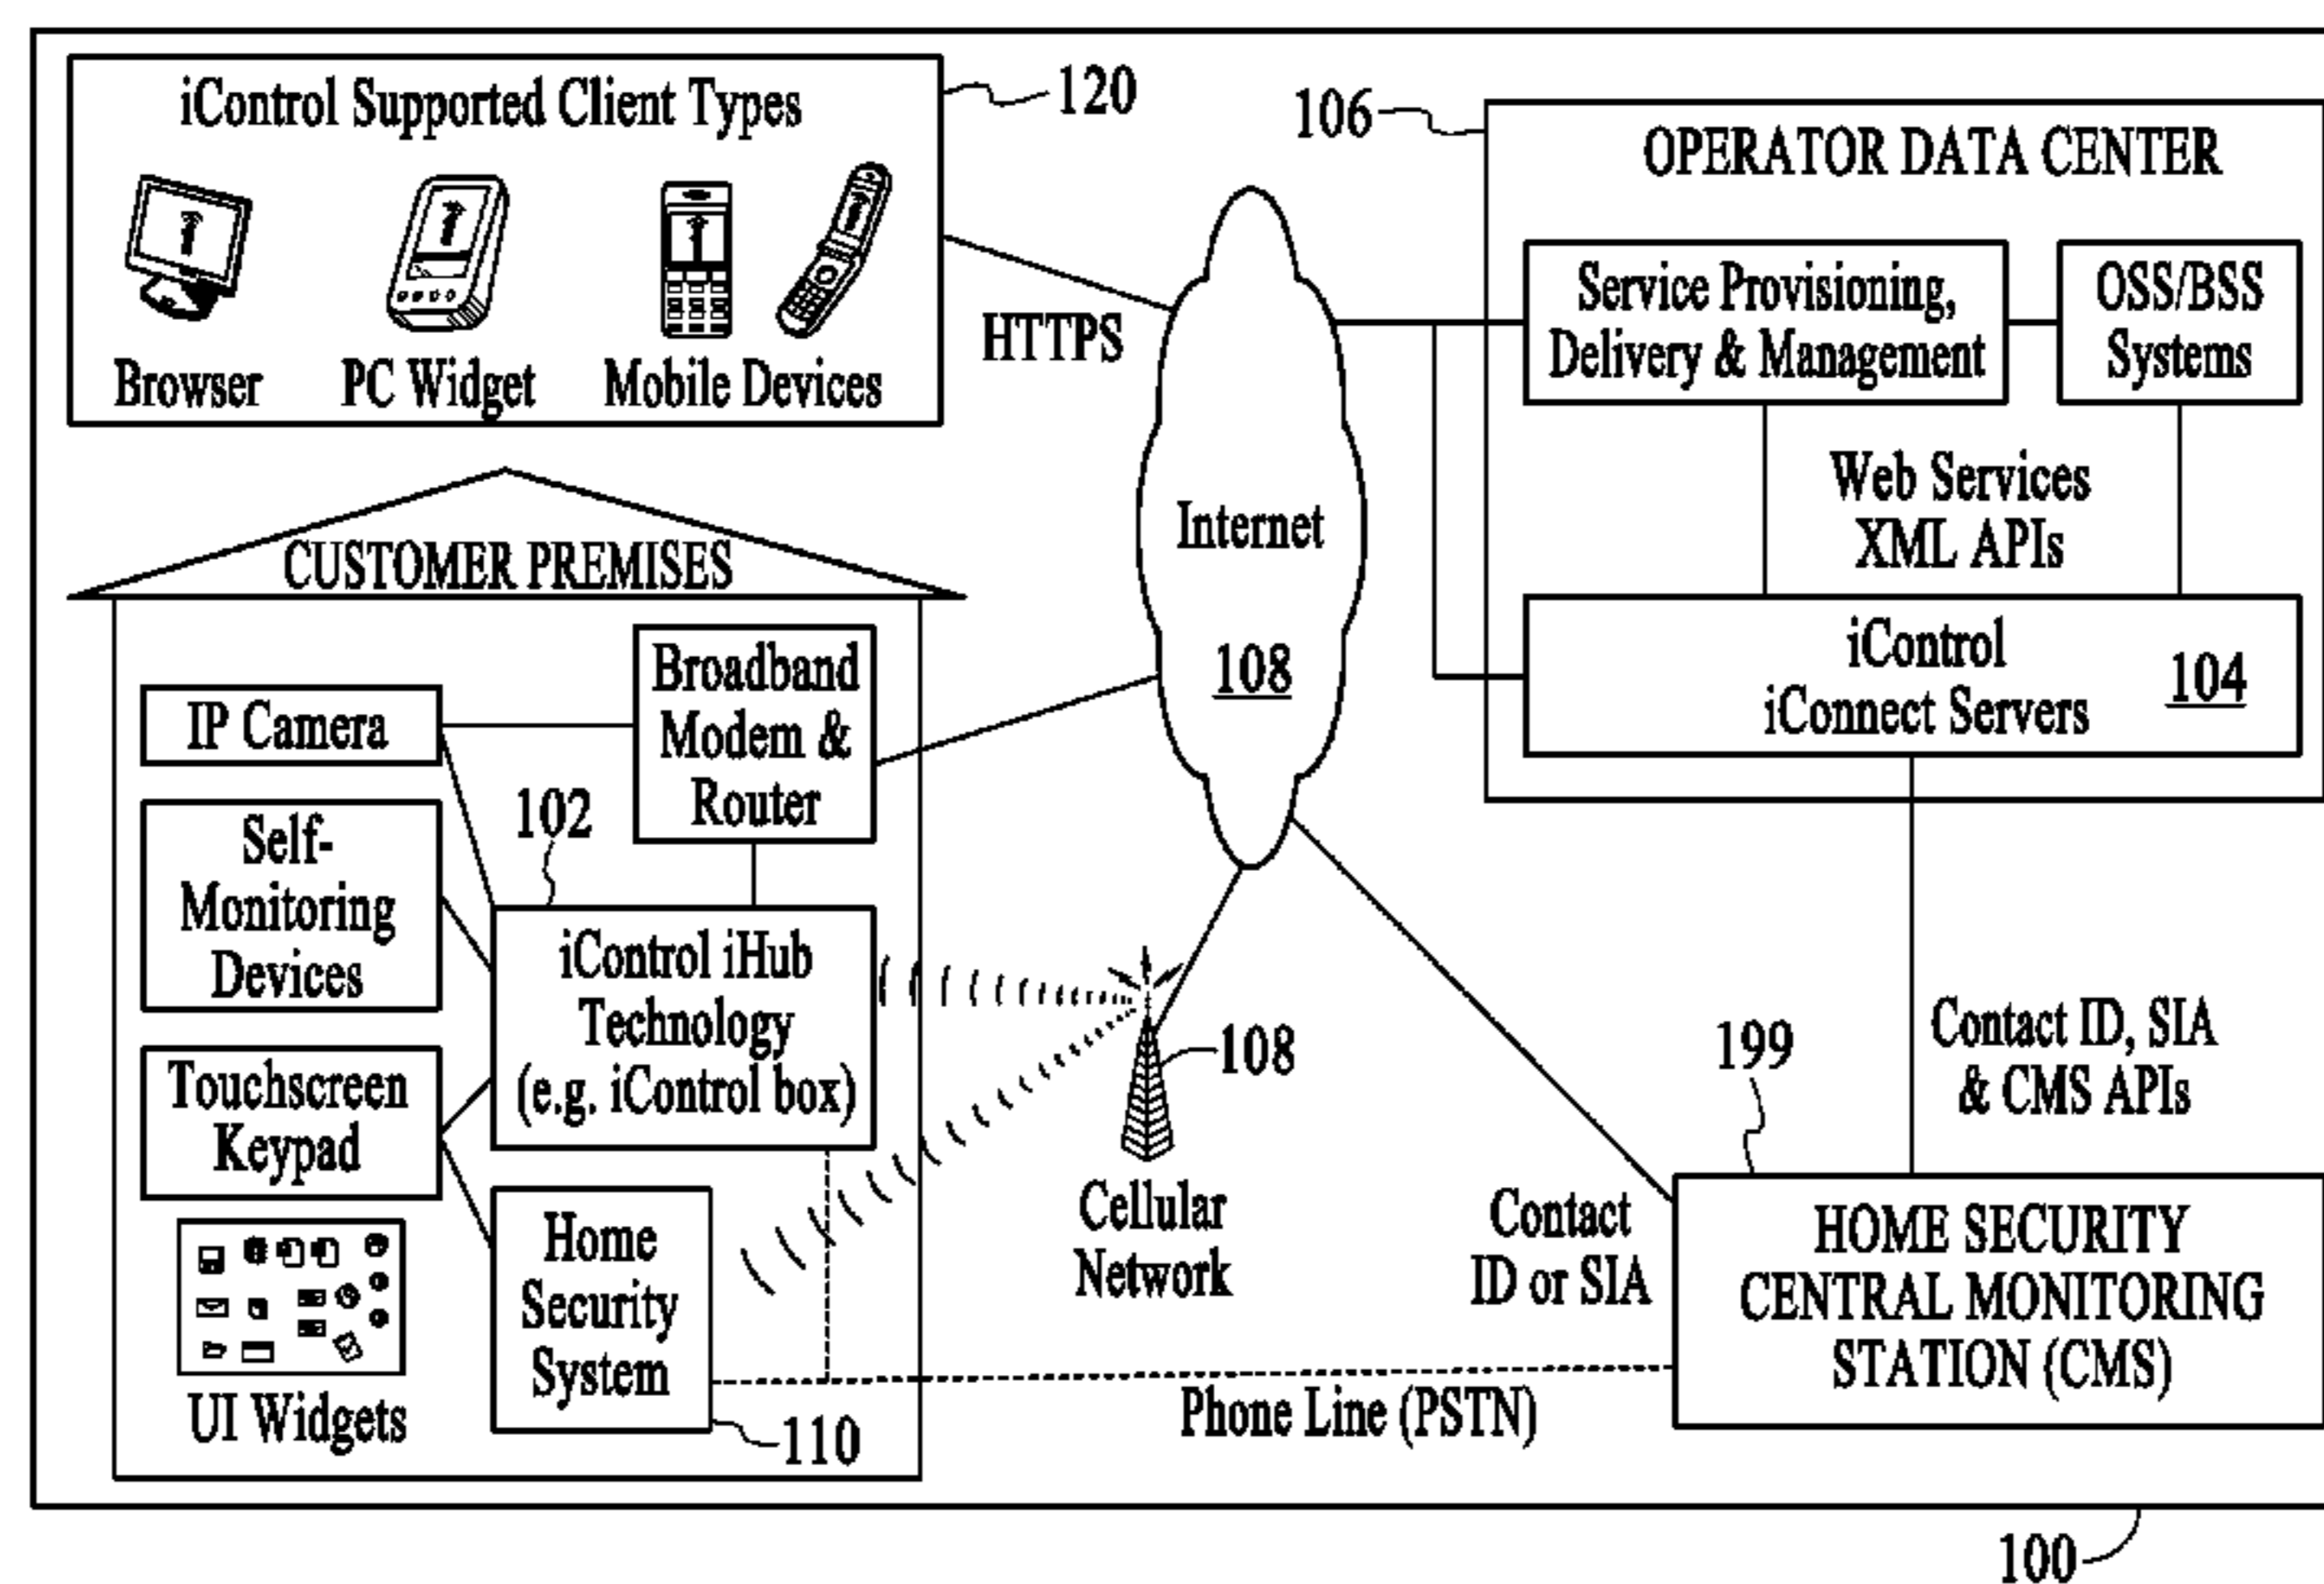 iControl Supported Client Types
120
Browser
PC Widget
Mobile Devices
HTTPS
106
OPERATOR DATA CENTER
Service Provisioning,
Delivery & Management
OSS/BSS
Systems
Web Services
XML APIs
iControl
iConnect Servers
104
Internet
108
CUSTOMER PREMISES
IP Camera
Broadband
Modem &
Router
102
Self-
Monitoring
Devices
iControl iHub
Technology
(e.g. iControl box)
Touchscreen
Keypad
Home
Security
System
110
UI Widgets
108
Cellular
Network
199
Contact ID, SIA
& CMS APIs
Contact
ID or SIA
HOME SECURITY
CENTRAL MONITORING
STATION (CMS)
Phone Line (PSTN)
100